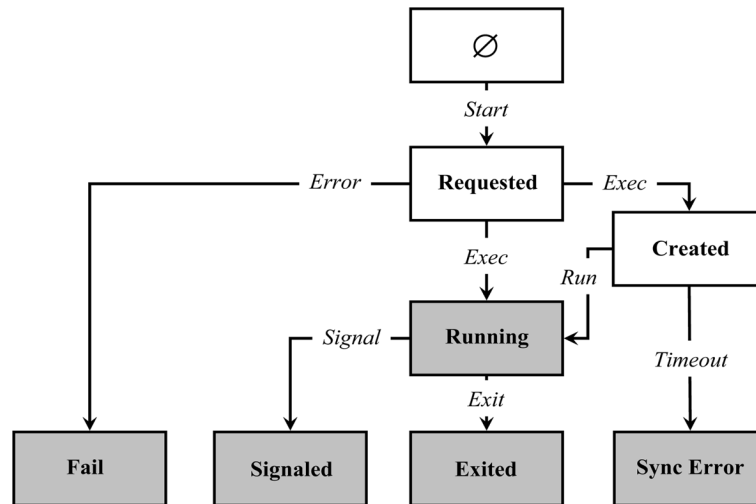 ∅
Start
Error
Requested
Exec
Exec
Created
Run
Signal
Running
Timeout
Exit
Fail
Signaled
Exited
Sync Error